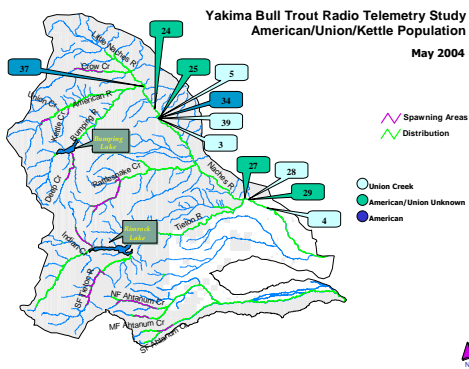 Yakima Bull Trout Radio Telemetry Study
American/Union/Kettle Population
May 2004
24
Little Naches R
25
37
Crow Cr
5
34
Union Cr
American R
39
Spawning Areas
Kettle Cr
Bumping R
3
Distribution
Bumping
Lake
27
28
Rattlesnake Cr
Naches R
29
Union Creek
Deep Cr
American/Union Unknown
Tieton R
4
American
Rimrock
Lake
Indian Cr
SF Tieton R
NF Ahtanum Cr
MF Ahtanum Cr
SF Ahtanum Cr
N